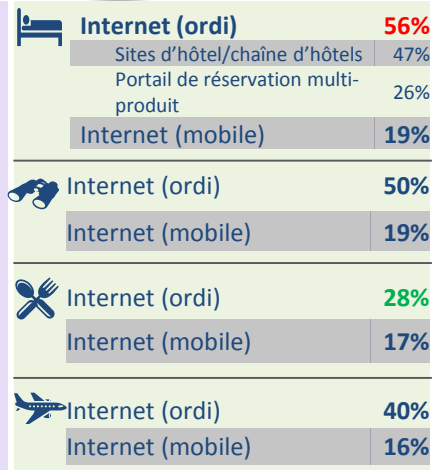 Internet (ordi) 56%
Sites d’hôtel/chaîne d’hôtels 47%
Portail de réservation multi-
produit 26%
Internet (mobile) 19%
Internet (ordi) 50%
Internet (mobile) 19%
Internet (ordi) 28%
Internet (mobile) 17%
Internet (ordi) 40%
Internet (mobile) 16%